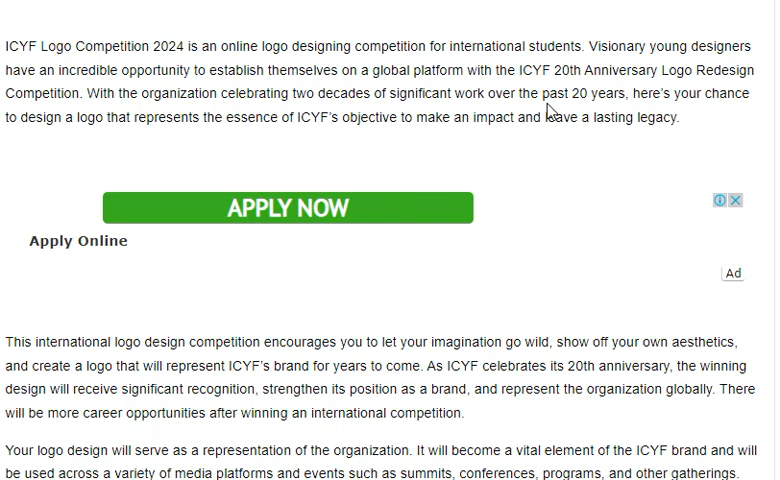 ICYF Logo Competition 2024 is an online logo designing competition for international students. Visionary young designers
have an incredible opportunity to establish themselves on a global platform with the ICYF 20th Anniversary Logo Redesign
Competition. With the organization celebrating two decades of significant work over the past 20 years, here’s your chance
to design a logo that represents the essence of ICYF’s objective to make an impact and leave a lasting legacy.
APPLY NOW
Apply Online
Ad
This international logo design competition encourages you to let your imagination go wild, show off your own aesthetics,
and create a logo that will represent ICYF’s brand for years to come. As ICYF celebrates its 20th anniversary, the winning
design will receive significant recognition, strengthen its position as a brand, and represent the organization globally. There
will be more career opportunities after winning an international competition.
Your logo design will serve as a representation of the organization. It will become a vital element of the ICYF brand and will
be used across a variety of media platforms and events such as summits, conferences, programs, and other gatherings.